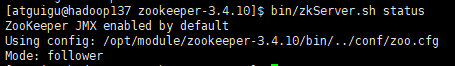 [atguigu@hadoop137 zookeeper-3.4.10]$ bin/zkServer.sh status
ZooKeeper JMX enabled by default
Using config: /opt/module/zookeeper-3.4.10/bin/../conf/zoo.cfg
Mode: follower